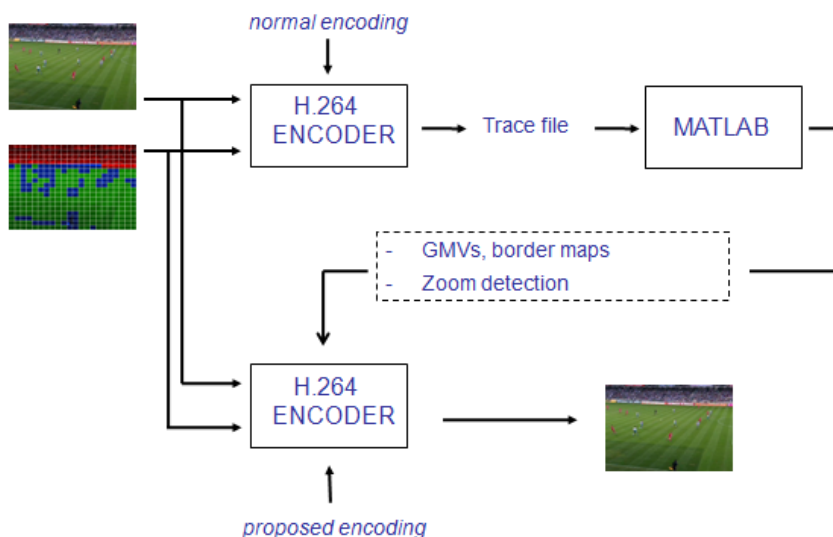 normal encoding
H.264
ENCODER
Trace file
MATLAB
- GMVs, border maps
- Zoom detection
H.264
ENCODER
proposed encoding